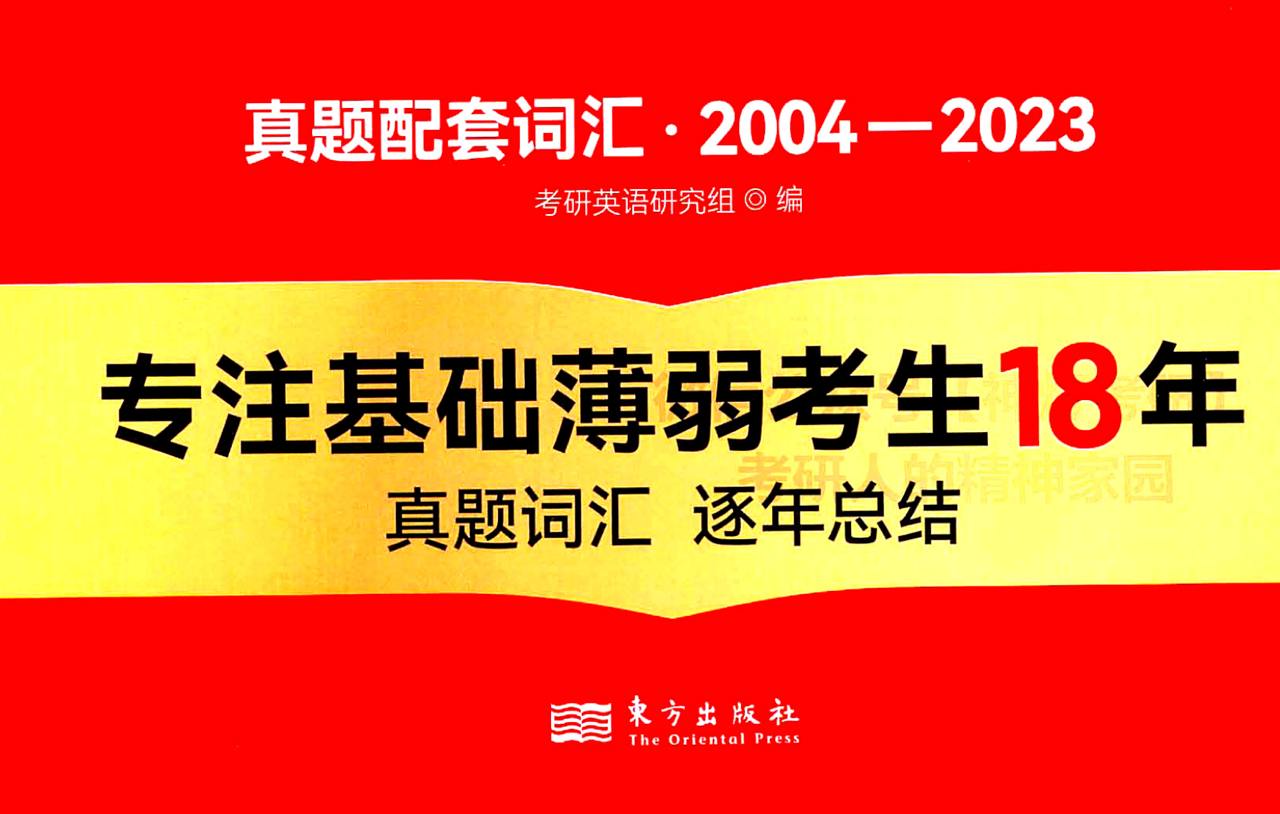 真题配套词汇·2004—2023
考研英语研究组◎编
专注基础薄弱考生18年
考研人的精神家园
真题词汇 逐年总结
東方出版社
The Oriental Press